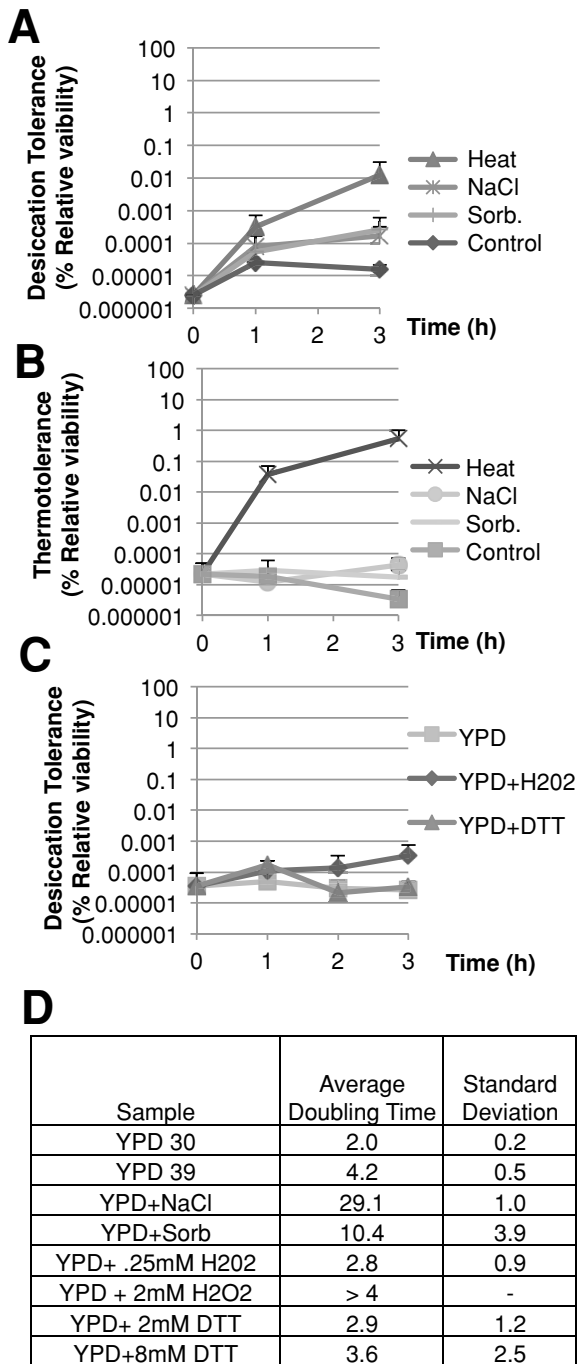 A
Desiccation Tolerance
(% Relative vaibility)
100
10
1
0.1
0.01
0.001
0.0001
0.00001
0.000001
0 1 2 3
Time (h)
Heat
NaCl
Sorb.
Control
B
Thermotolerance
(% Relative viability)
100
10
1
0.1
0.01
0.001
0.0001
0.00001
0.000001
0 1 2 3
Time (h)
Heat
NaCl
Sorb.
Control
C
Desiccation Tolerance
(% Relative viability)
100
10
1
0.1
0.01
0.001
0.0001
0.00001
0.000001
0 1 2 3
Time (h)
YPD
YPD+H202
YPD+DTT
D
Sample Average Doubling Time Standard Deviation
YPD 30 2.0 0.2
YPD 39 4.2 0.5
YPD+NaCl 29.1 1.0
YPD+Sorb 10.4 3.9
YPD+ .25mM H202 2.8 0.9
YPD + 2mM H2O2 > 4 -
YPD+ 2mM DTT 2.9 1.2
YPD+8mM DTT 3.6 2.5